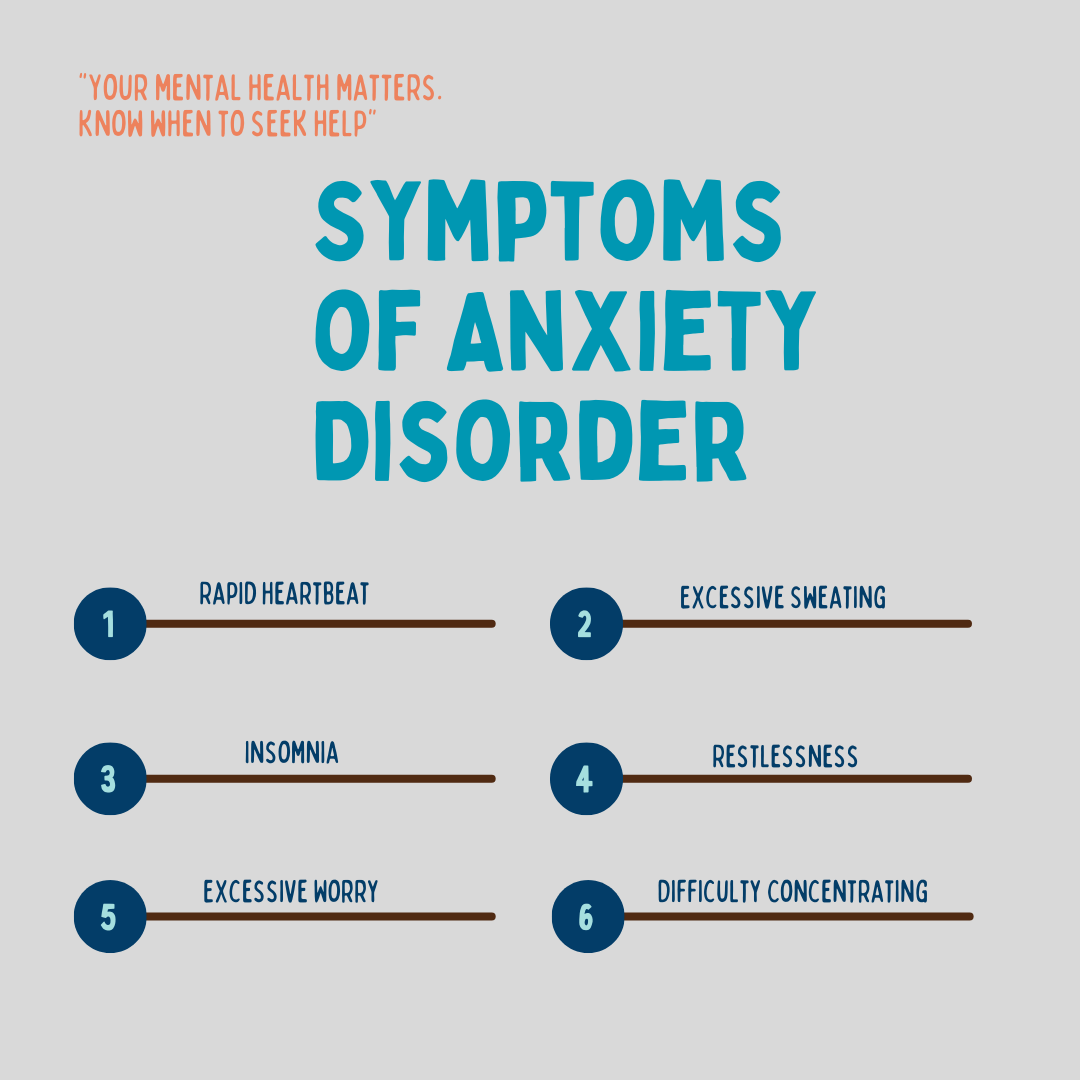 "YOUR MENTAL HEALTH MATTERS.
KNOW WHEN TO SEEK HELP"
SYMPTOMS
OF ANXIETY
DISORDER
1 RAPID HEARTBEAT
2 EXCESSIVE SWEATING
3 INSOMNIA
4 RESTLESSNESS
5 EXCESSIVE WORRY
6 DIFFICULTY CONCENTRATING